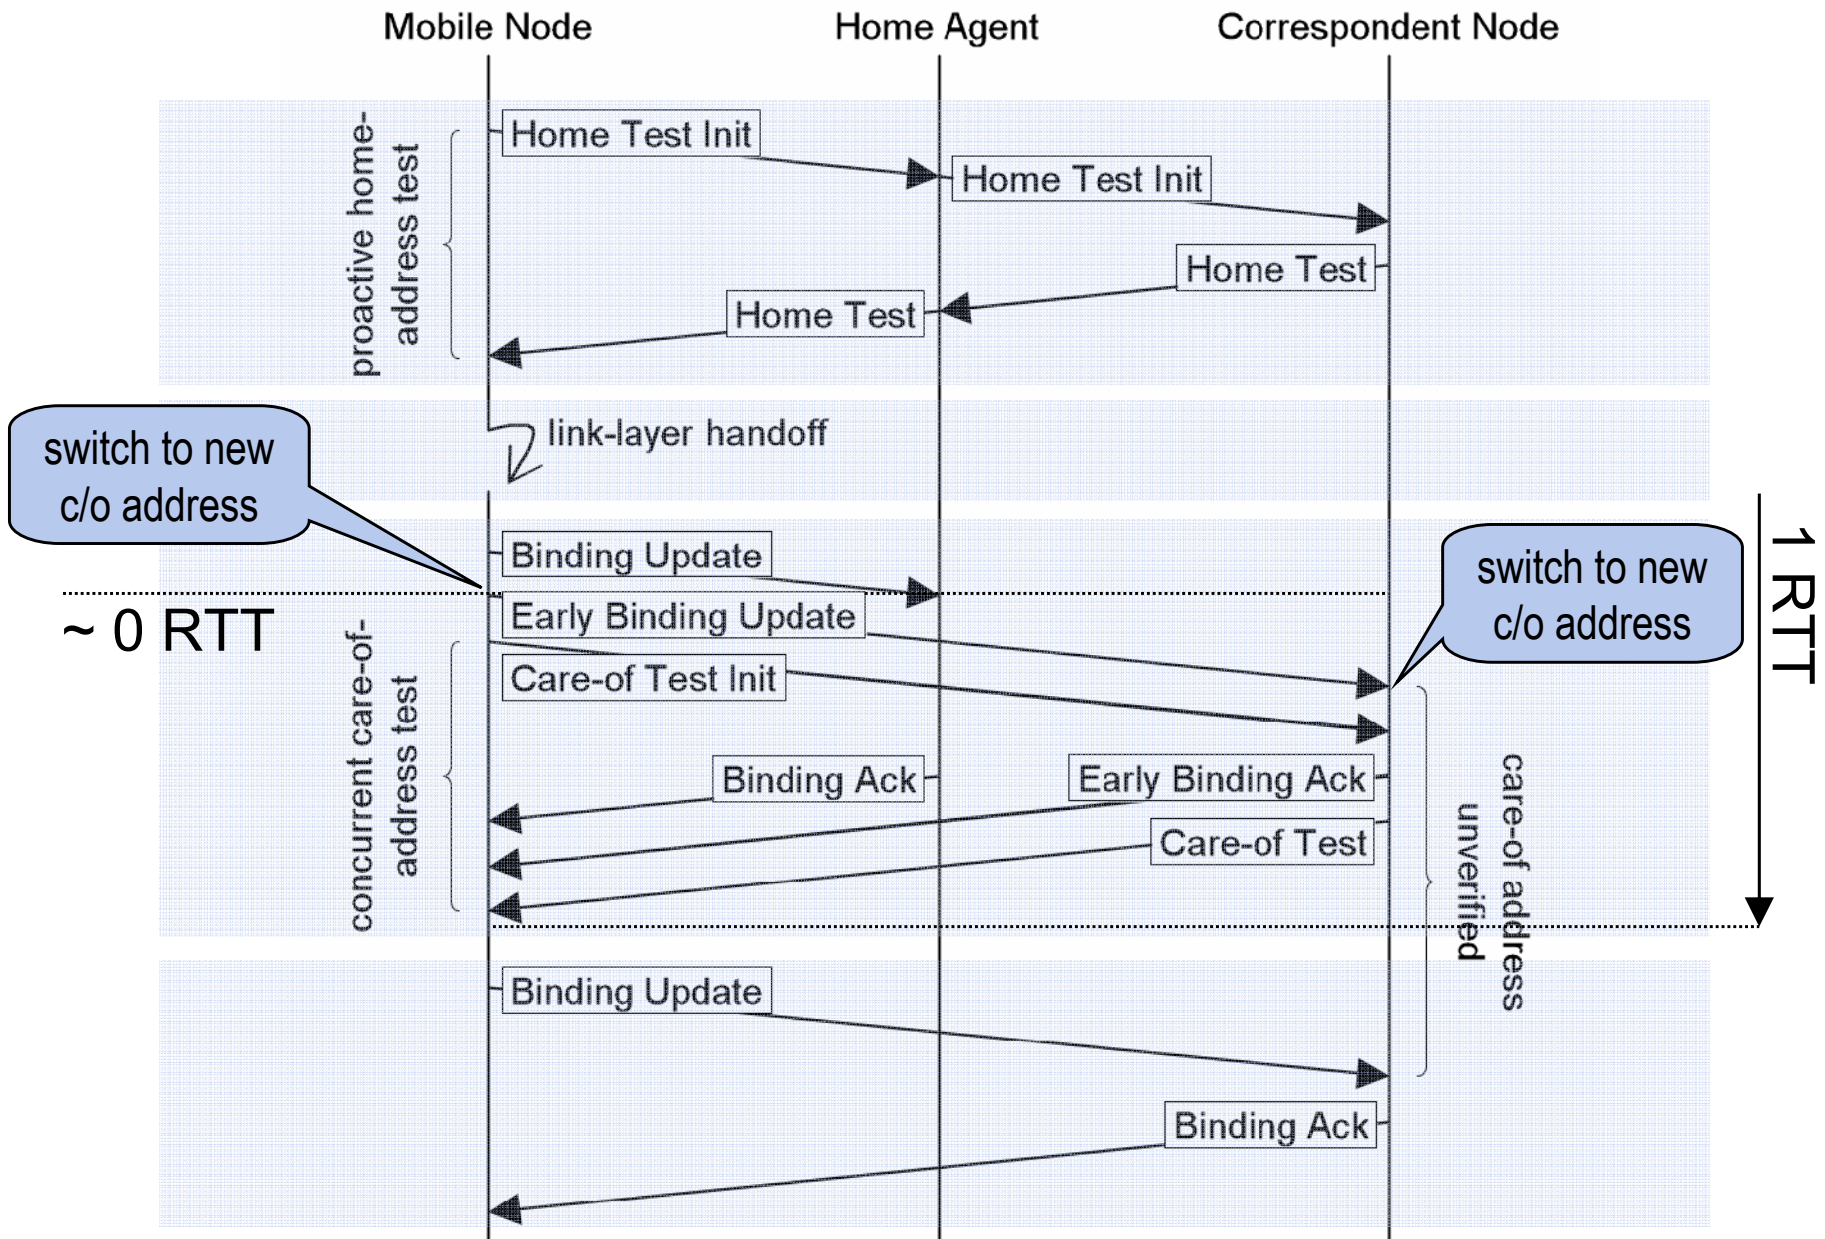 Mobile Node
Home Agent
Correspondent Node
proactive home-
address test
Home Test Init
Home Test Init
Home Test
Home Test
link-layer handoff
switch to new
c/o address
Binding Update
switch to new
c/o address
1 RTT
~ 0 RTT
Early Binding Update
concurrent care-of-
address test
Care-of Test Init
Binding Ack
Early Binding Ack
Care-of Test
care-of address
unverified
Binding Update
Binding Ack